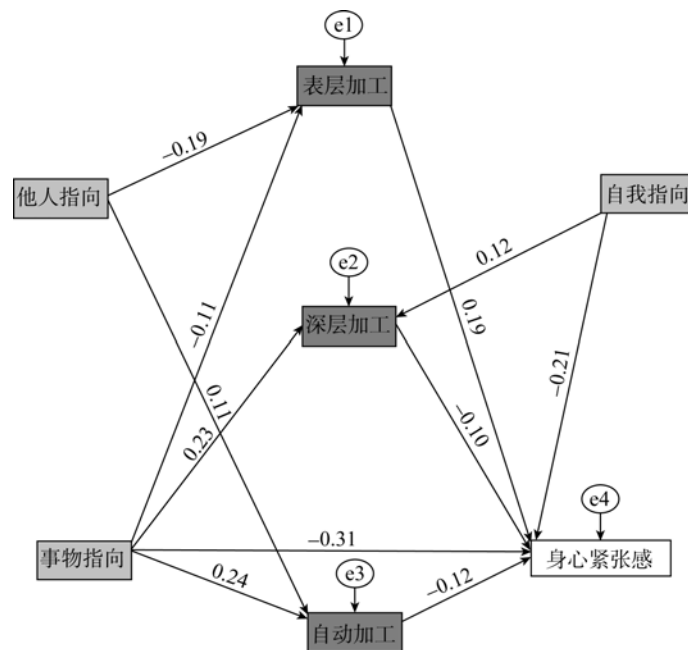 e1
表层加工
−0.19
他人指向
自我指向
e2
0.12
−0.11
深层加工
0.19
−0.21
0.11
0.23
−0.10
e4
−0.31
事物指向
身心紧张感
e3
0.24
−0.12
自动加工